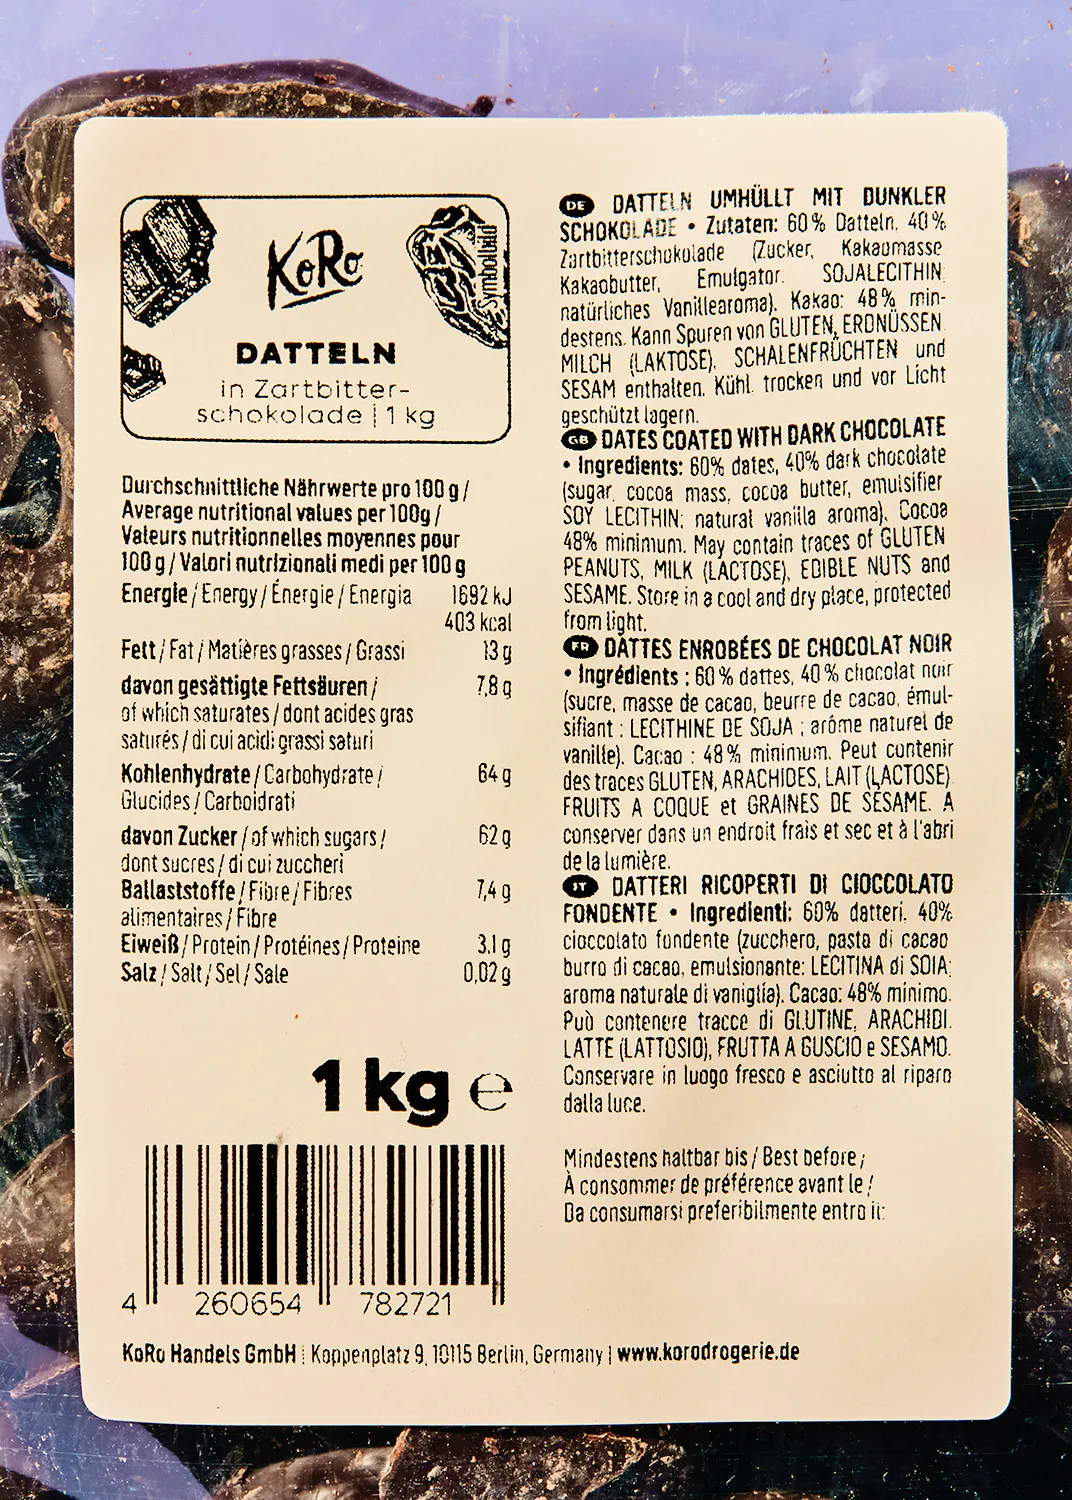 KoRo
Symbolbild
DATTELN
in Zartbitter-
schokolade | 1 kg
Durchschnittliche Nährwerte pro 100 g /
Average nutritional values per 100g /
Valeurs nutritionnelles moyennes pour
100 g / Valori nutrizionali medi per 100 g
Energie / Energy / Énergie / Energia 1692 kJ
403 kcal
Fett / Fat / Matières grasses / Grassi 13 g
davon gesättigte Fettsäuren / 7,8 g
of which saturates / dont acides gras
saturés / di cui acidi grassi saturi
Kohlenhydrate / Carbohydrate / 64 g
Glucides / Carboidrati
davon Zucker / of which sugars / 62 g
dont sucres / di cui zuccheri
Ballaststoffe / Fibre / Fibres 7,4 g
alimentaires / Fibre
Eiweiß / Protein / Protéines / Proteine 3,1 g
Salz / Salt / Sel / Sale 0,02 g
1 kg e
4 260654 782721
KoRo Handels GmbH | Koppenplatz 9, 10115 Berlin, Germany | www.korodrogerie.de
DE DATTELN UMHÜLLT MIT DUNKLER
SCHOKOLADE • Zutaten: 60 % Datteln, 40 %
Zartbitterschokolade (Zucker, Kakaomasse
Kakaobutter, Emulgator. SOJALECITHIN;
natürliches Vanillearoma). Kakao: 48 % min-
destens. Kann Spuren von GLUTEN, ERDNÜSSEN
MILCH (LAKTOSE), SCHALENFRÜCHTEN und
SESAM enthalten. Kühl. trocken und vor Licht
geschützt lagern.
GB DATES COATED WITH DARK CHOCOLATE
• Ingredients: 60% dates, 40% dark chocolate
(sugar, cocoa mass, cocoa butter, emulsifier
SOY LECITHIN; natural vanilla aroma). Cocoa
48% minimum. May contain traces of GLUTEN
PEANUTS, MILK (LACTOSE), EDIBLE NUTS and
SESAME. Store in a cool and dry place, protected
from light.
FR DATTES ENROBÉES DE CHOCOLAT NOIR
• Ingrédients : 60 % dattes, 40 % chocolat noir
(sucre, masse de cacao, beurre de cacao, émul-
sifiant : LECITHINE DE SOJA ; arôme naturel de
vanille). Cacao : 48 % minimum. Peut contenir
des traces GLUTEN, ARACHIDES, LAIT (LACTOSE)
FRUITS A COQUE et GRAINES DE SÉSAME. A
conserver dans un endroit frais et sec et à l'abri
de la lumière.
IT DATTERI RICOPERTI DI CIOCCOLATO
FONDENTE • Ingredienti: 60% datteri, 40%
cioccolato fondente (zucchero, pasta di cacao
burro di cacao, emulsionante: LECITINA di SOIA;
aroma naturale di vaniglia). Cacao: 48% minimo.
Può contenere tracce di GLUTINE, ARACHIDI.
LATTE (LATTOSIO), FRUTTA A GUSCIO e SESAMO.
Conservare in luogo fresco e asciutto al riparo
dalla luce.
Mindestens haltbar bis / Best before /
À consommer de préférence avant le /
Da consumarsi preferibilmente entro il: